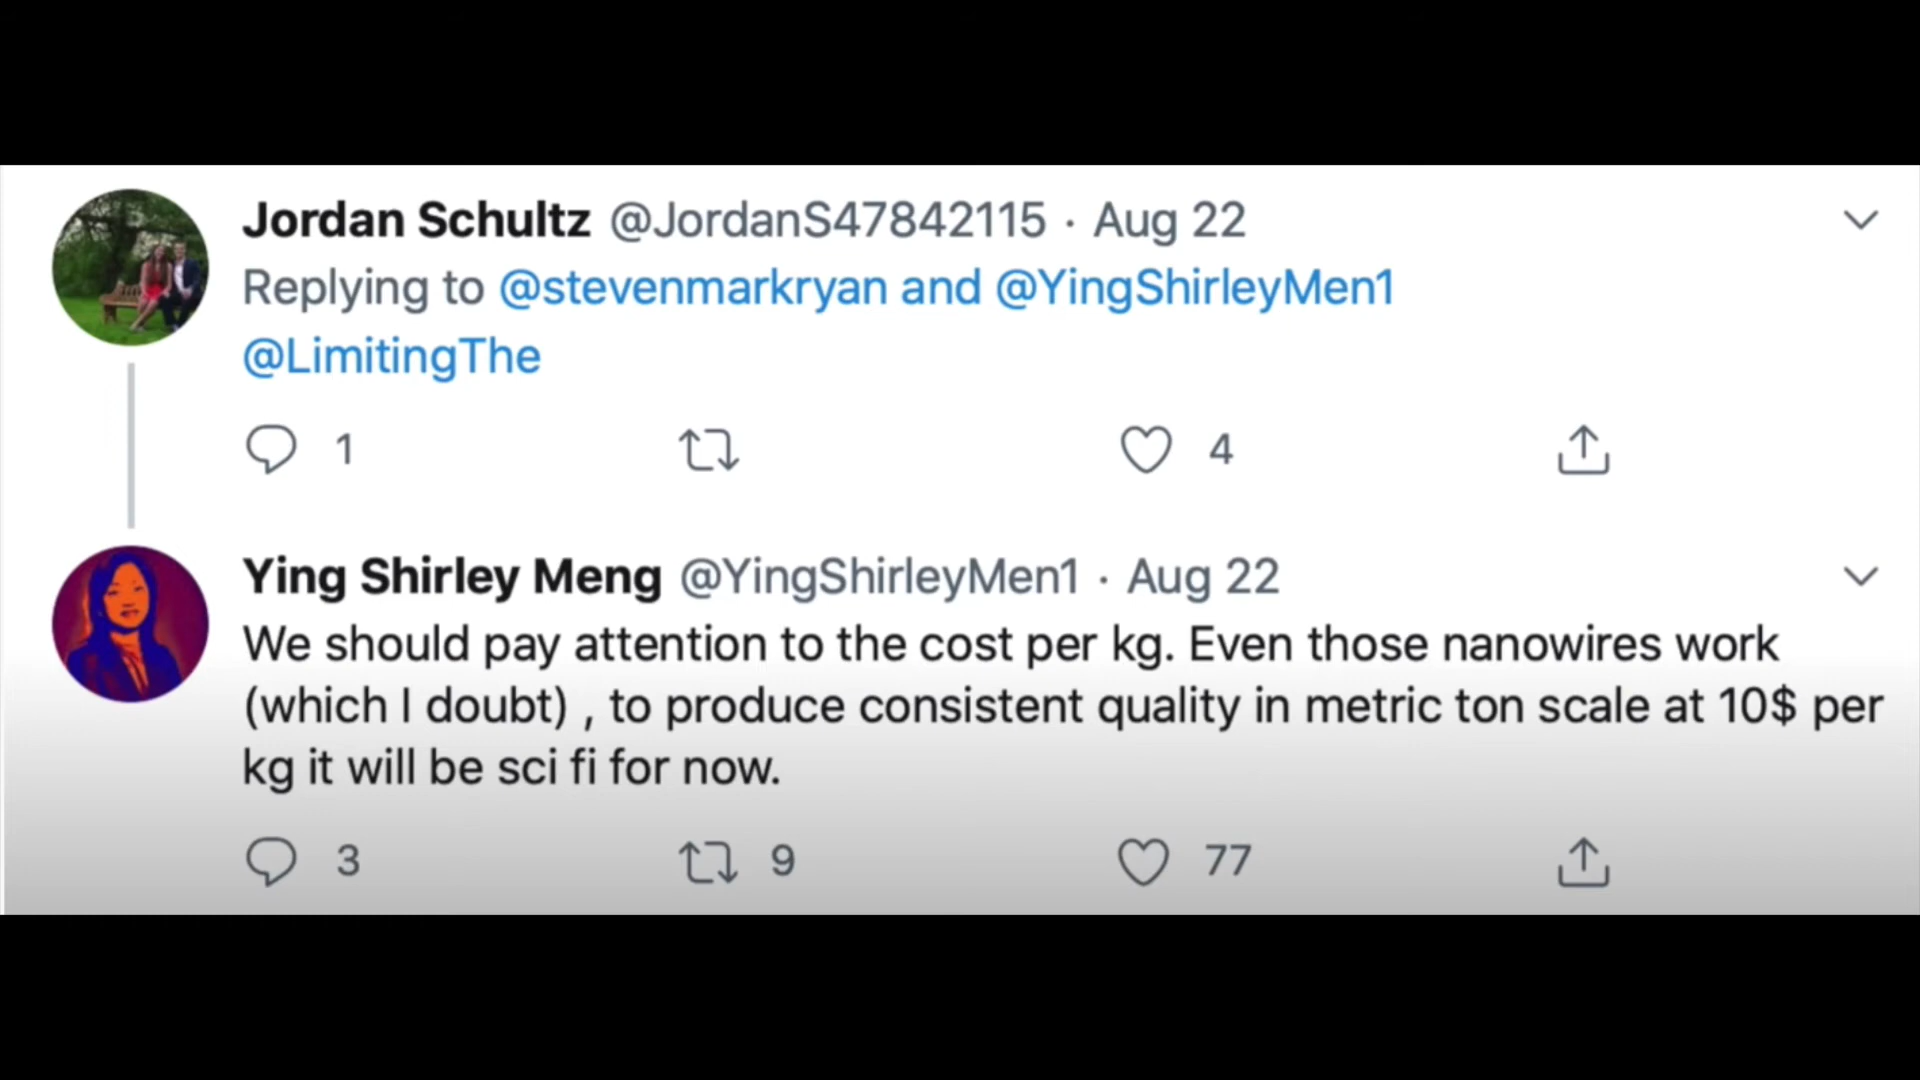 Jordan Schultz @JordanS47842115 · Aug 22
Replying to @stevenmarkryan and @YingShirleyMen1
@LimitingThe
1 4
Ying Shirley Meng @YingShirleyMen1 · Aug 22
We should pay attention to the cost per kg. Even those nanowires work
(which I doubt) , to produce consistent quality in metric ton scale at 10$ per
kg it will be sci fi for now.
3 9 77